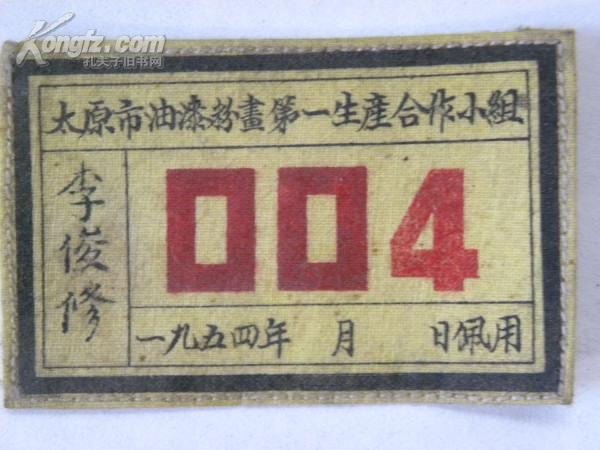 Kongfz.com
孔夫子旧书网
太原市油漆粉畫第一生産合作小組
李俊修
004
一九五四年 月 日佩用